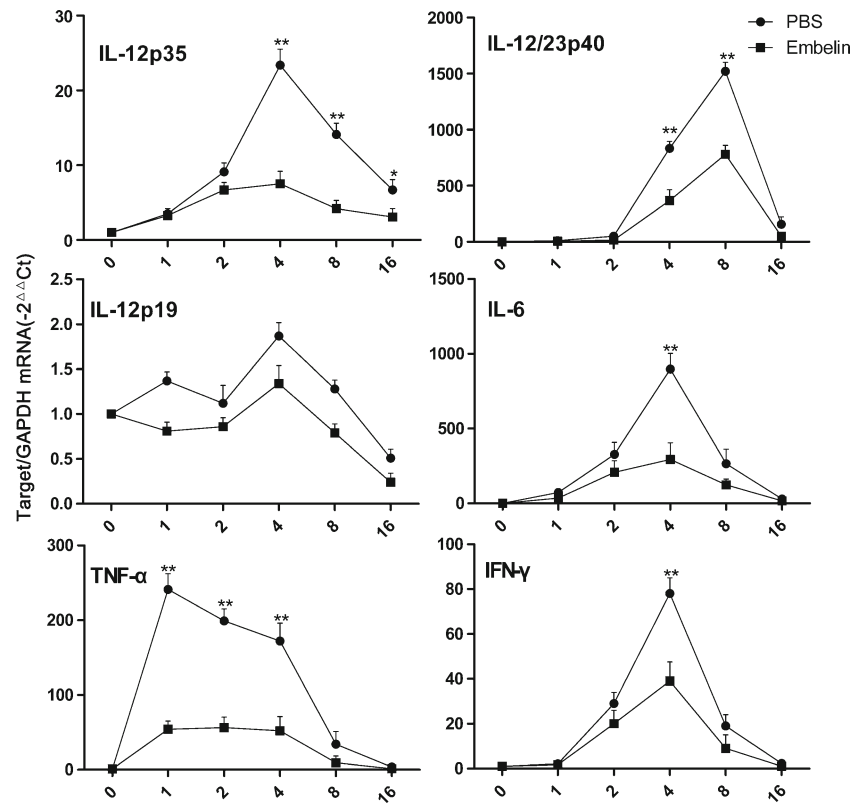 PBS
Embelin
Target/GAPDH mRNA(-2△△Ct)
IL-12p35
30
20
10
0
**
**
*
0 1 2 4 8 16
IL-12/23p40
2000
1500
1000
500
0
**
**
0 1 2 4 8 16
IL-12p19
2.5
2.0
1.5
1.0
0.5
0.0
0 1 2 4 8 16
IL-6
1500
1000
500
0
**
0 1 2 4 8 16
TNF-α
300
200
100
0
**
**
**
0 1 2 4 8 16
IFN-γ
100
80
60
40
20
0
**
0 1 2 4 8 16